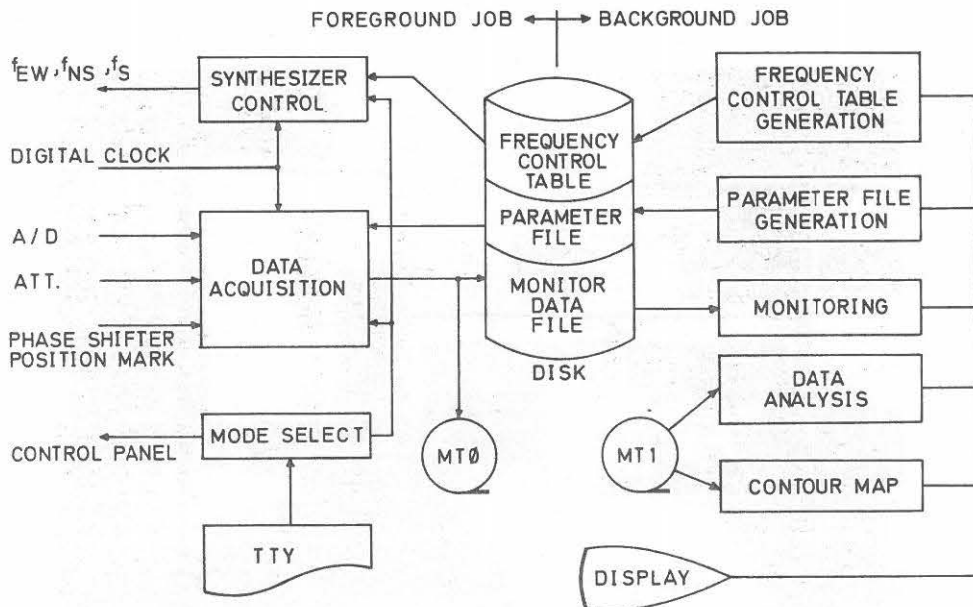 FOREGROUND JOB
BACKGROUND JOB
fEW, fNS, fS
SYNTHESIZER
CONTROL
DIGITAL CLOCK
A/D
ATT.
PHASE SHIFTER
POSITION MARK
DATA
ACQUISITION
CONTROL PANEL
MODE SELECT
TTY
MTØ
FREQUENCY
CONTROL
TABLE
PARAMETER
FILE
MONITOR
DATA
FILE
DISK
FREQUENCY
CONTROL TABLE
GENERATION
PARAMETER FILE
GENERATION
MONITORING
DATA
ANALYSIS
MT1
CONTOUR MAP
DISPLAY